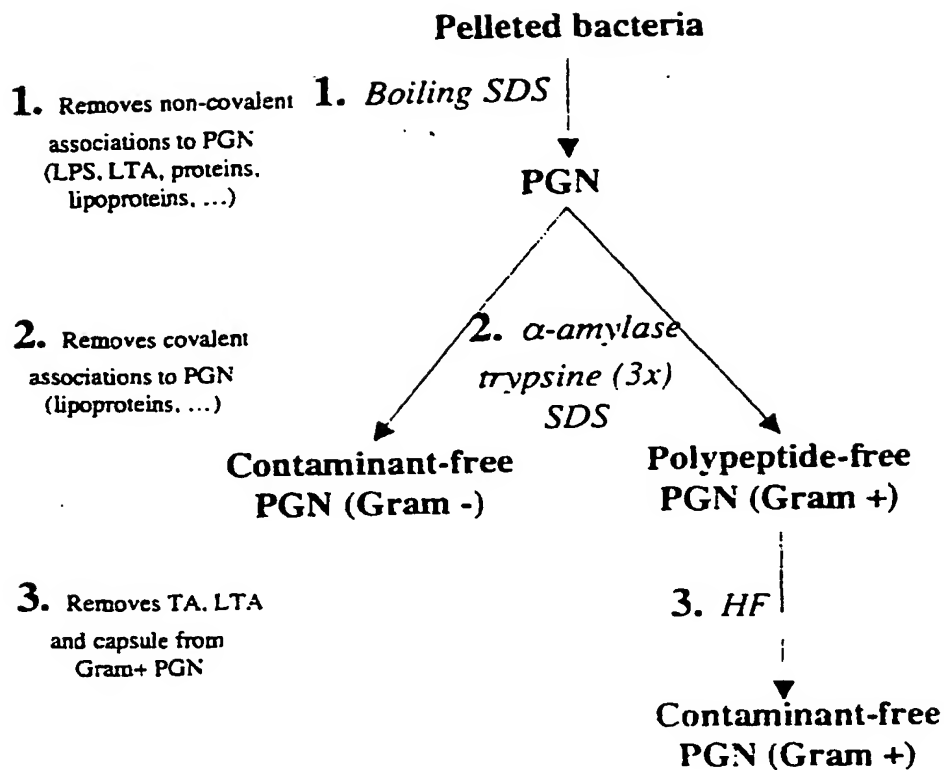 Pelleted bacteria
1. Removes non-covalent
associations to PGN
(LPS, LTA, proteins,
lipoproteins, ...)
1. Boiling SDS
PGN
2. Removes covalent
associations to PGN
(lipoproteins, ...)
2. α-amylase
trypsine (3x)
SDS
Contaminant-free
PGN (Gram -)
Polypeptide-free
PGN (Gram +)
3. Removes TA, LTA
and capsule from
Gram+ PGN
3. HF
Contaminant-free
PGN (Gram +)